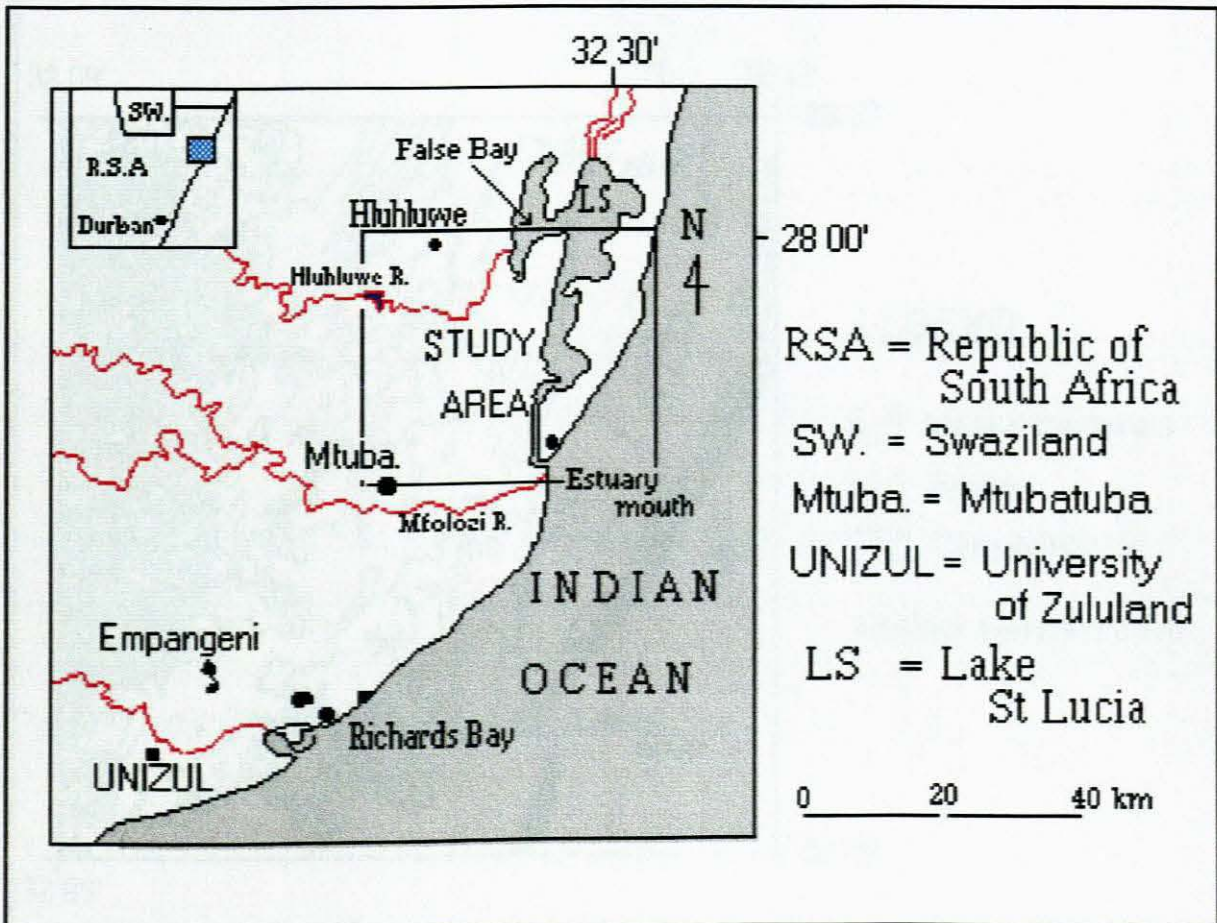 32 30'
SW.
R.S.A
Durban
False Bay
LS
Hluhluwe
N
28 00'
Hluhluwe R.
STUDY
AREA
Mtuba.
Estuary
mouth
Mfolozi R.
INDIAN
OCEAN
Empangeni
Richards Bay
UNIZUL
RSA = Republic of
South Africa
SW. = Swaziland
Mtuba. = Mtubatuba
UNIZUL = University
of Zululand
LS = Lake
St Lucia
0 20 40 km